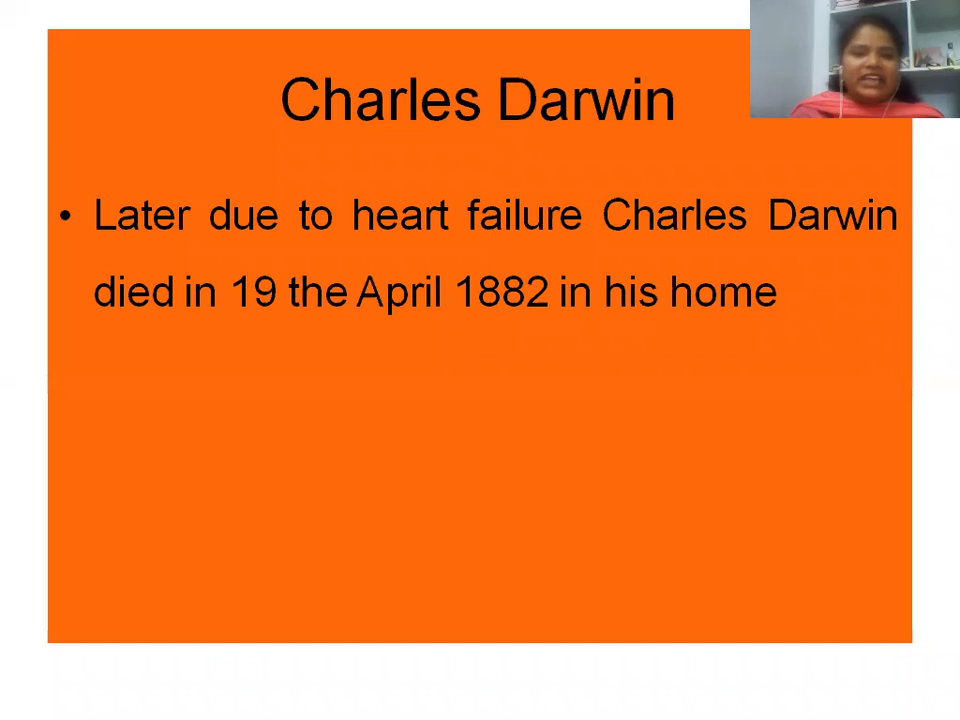 Charles Darwin
• Later due to heart failure Charles Darwin
died in 19 the April 1882 in his home